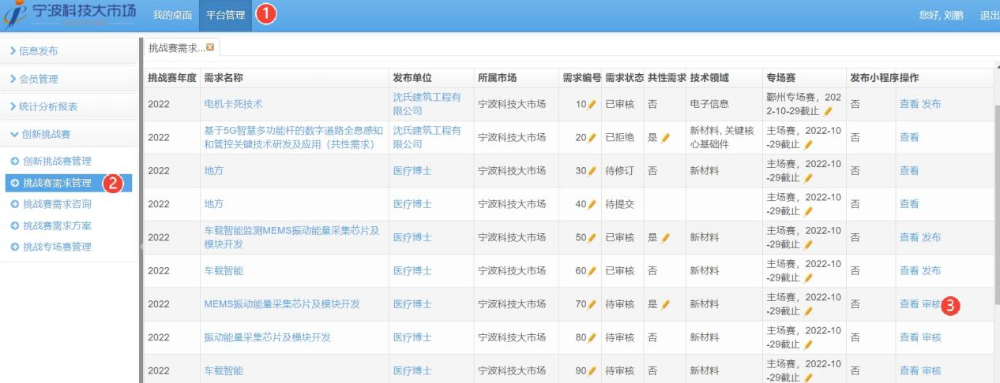 宁波科技大市场 我的桌面 平台管理 1 您好, 刘鹏 退出
信息发布
会员管理
统计分析报表
创新挑战赛
创新挑战赛管理
挑战赛需求管理 2
挑战赛需求咨询
挑战赛需求方案
挑战专场赛管理
挑战赛需求...
挑战赛年度 需求名称 发布单位 所属市场 需求编号 需求状态 共性需求 技术领域 专场赛 发布小程序 操作
2022 电机卡死技术 沈氏建筑工程有 宁波科技大市场 10 已审核 否 电子信息 鄞州专场赛，202 否 查看 发布
限公司 2-10-29截止
2022 基于5G智慧多功能杆的数字道路全息感知 沈氏建筑工程有 宁波科技大市场 20 已拒绝 是 新材料, 关键核 主场赛，2022-10 否 查看
和管控关键技术研发及应用（共性需求） 限公司 心基础件 -29截止
2022 地方 医疗博士 宁波科技大市场 30 待修订 否 新材料 主场赛，2022-10 否 查看
-29截止
2022 地方 医疗博士 宁波科技大市场 40 待提交 主场赛，2022-10 否 查看
-29截止
2022 车载智能监测MEMS振动能量采集芯片及 医疗博士 宁波科技大市场 50 已审核 是 新材料 主场赛，2022-10 否 查看 发布
模块开发 -29截止
2022 车载智能 医疗博士 宁波科技大市场 60 已审核 否 新材料 主场赛，2022-10 否 查看 发布
-29截止
2022 MEMS振动能量采集芯片及模块开发 医疗博士 宁波科技大市场 70 待审核 是 新材料 主场赛，2022-10 否 查看 审核 3
-29截止
2022 振动能量采集芯片及模块开发 医疗博士 宁波科技大市场 80 待审核 否 新材料 主场赛，2022-10 否 查看 审核
-29截止
2022 车载智能 医疗博士 宁波科技大市场 90 待审核 否 新材料 主场赛，2022-10 否 查看 审核
-29截止